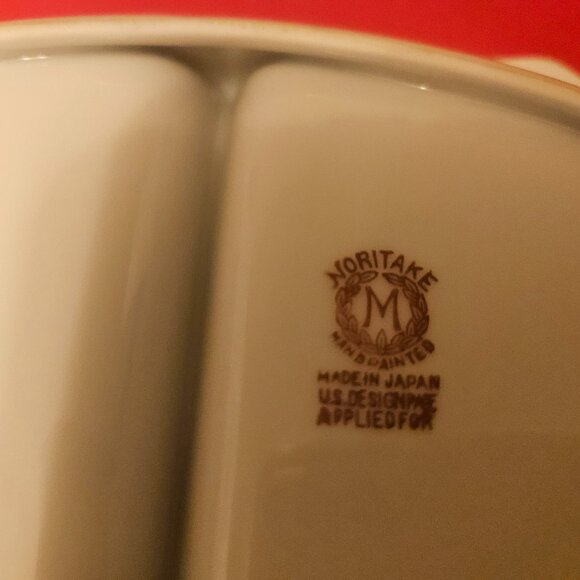 NORITAKE
M
HAND PAINTED
MADE IN JAPAN
U.S. DESIGN PAT.
APPLIED FOR